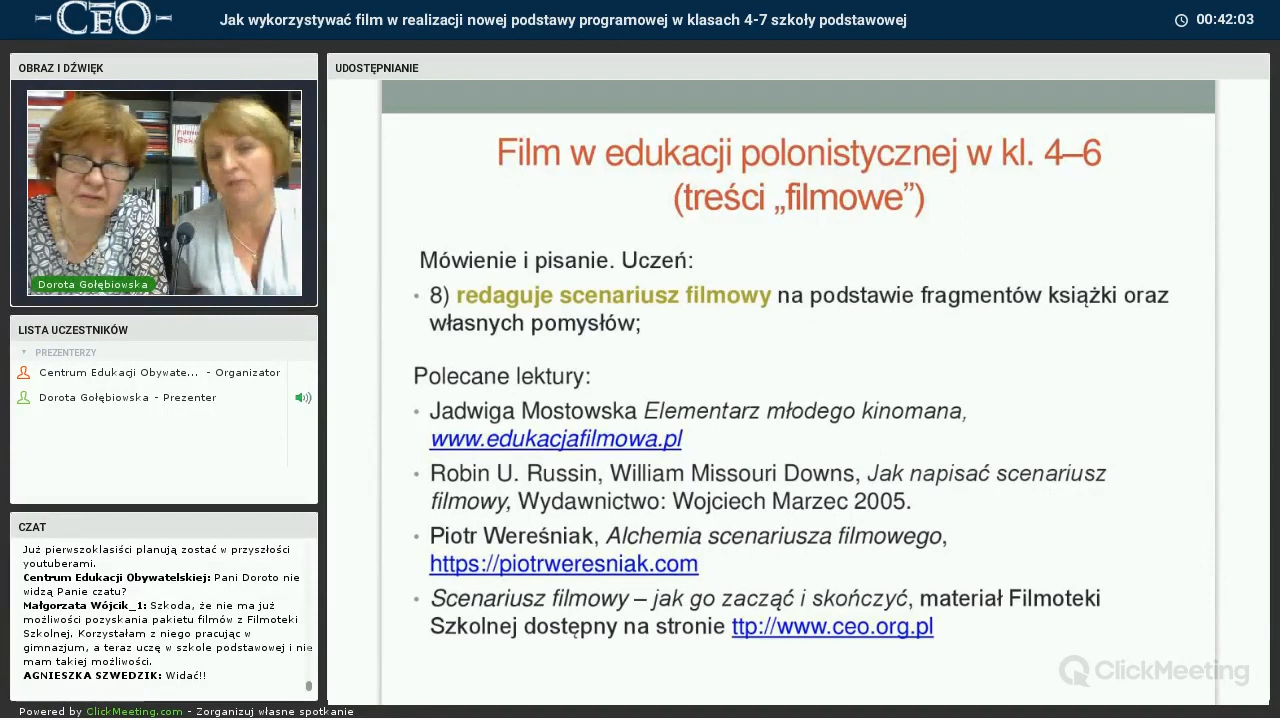 CEO
Jak wykorzystywać film w realizacji nowej podstawy programowej w klasach 4-7 szkoły podstawowej
00:42:03
OBRAZ I DŹWIĘK
Dorota Gołębiowska
LISTA UCZESTNIKÓW
PREZENTERZY
Centrum Edukacji Obywate... - Organizator
Dorota Gołębiowska - Prezenter
CZAT
Już pierwszoklasiści planują zostać w przyszłości
youtuberami.
Centrum Edukacji Obywatelskiej: Pani Doroto nie
widzą Panie czatu?
Małgorzata Wójcik_1: Szkoda, że nie ma już
możliwości pozyskania pakietu filmów z Filmoteki
Szkolnej, Korzystałam z niego pracując w
gimnazjum, a teraz uczę w szkole podstawowej i nie
mam takiej możliwości.
AGNIESZKA SZWEDZIK: Widać!!
UDOSTĘPNIANIE
Film w edukacji polonistycznej w kl. 4–6
(treści „filmowe”)
Mówienie i pisanie. Uczeń:
• 8) redaguje scenariusz filmowy na podstawie fragmentów książki oraz
własnych pomysłów;
Polecane lektury:
• Jadwiga Mostowska Elementarz młodego kinomana,
www.edukacjafilmowa.pl
• Robin U. Russin, William Missouri Downs, Jak napisać scenariusz
filmowy, Wydawnictwo: Wojciech Marzec 2005.
• Piotr Wereśniak, Alchemia scenariusza filmowego,
https://piotrweresniak.com
• Scenariusz filmowy – jak go zacząć i skończyć, materiał Filmoteki
Szkolnej dostępny na stronie ttp://www.ceo.org.pl
ClickMeeting
Powered by ClickMeeting.com - Zorganizuj własne spotkanie